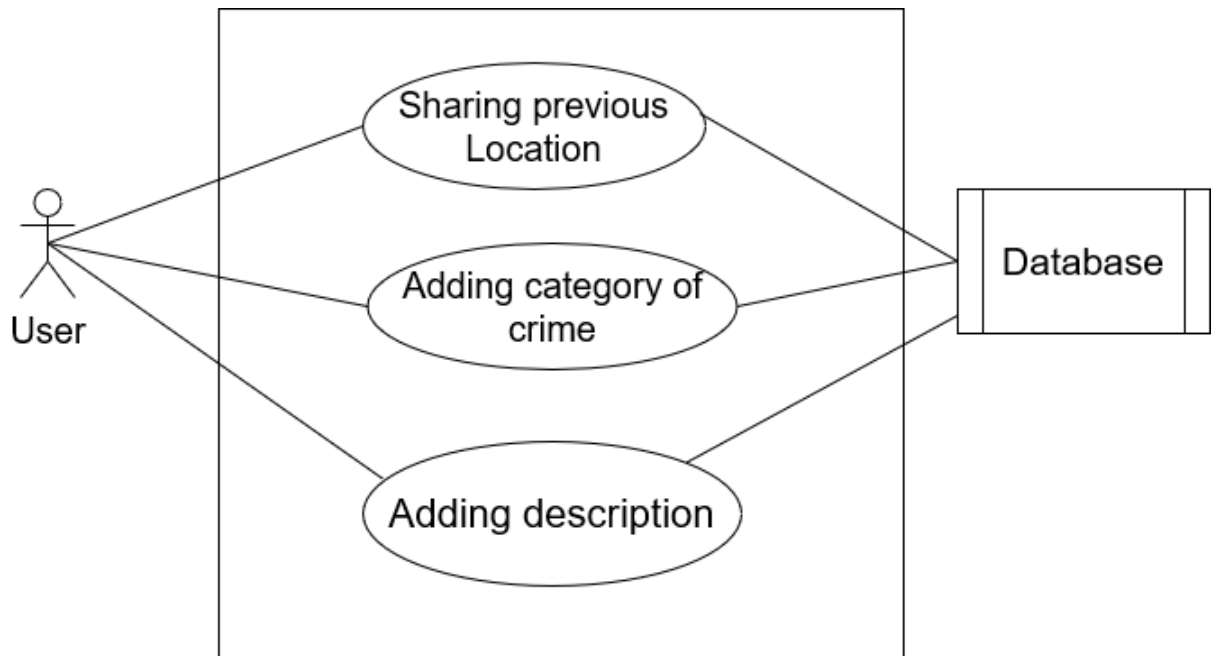 Sharing previous
Location
Adding category of
crime
Adding description
User
Database